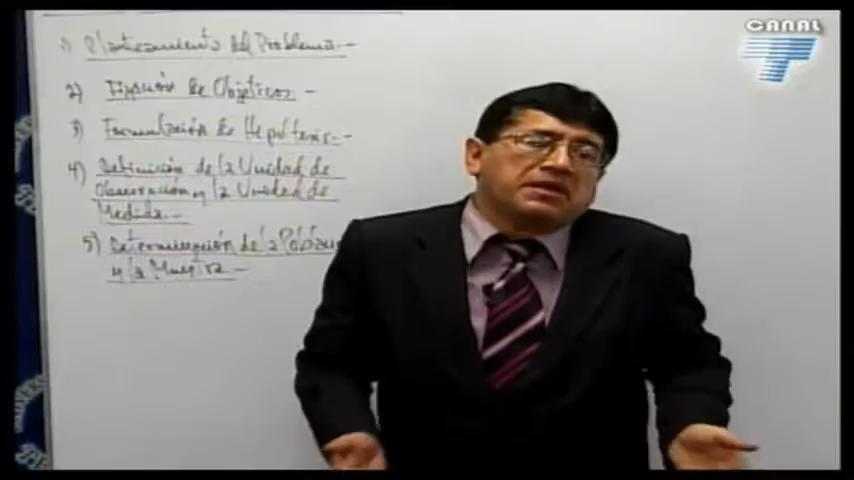 CANAL
T
1) Planteamiento del Problema.-
2) Fijación de Objetivos -
3) Formulación de Hipótesis.-
4) Definición de la Unidad de
Observación y la Unidad de
Medida.-
5) Determinación de la Poblac
y la Muestra -